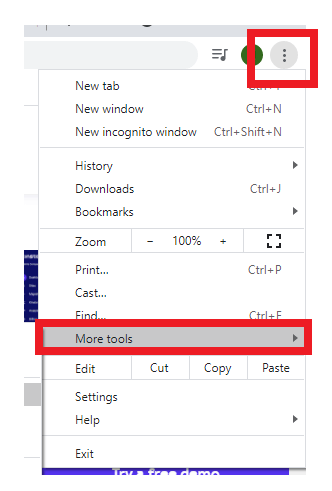 New tab
New window Ctrl+N
New incognito window Ctrl+Shift+N
History
Downloads Ctrl+J
Bookmarks
Zoom - 100% +
Print... Ctrl+P
Cast...
Find... Ctrl+F
More tools
Edit Cut Copy Paste
Settings
Help
Exit
Try a free demo